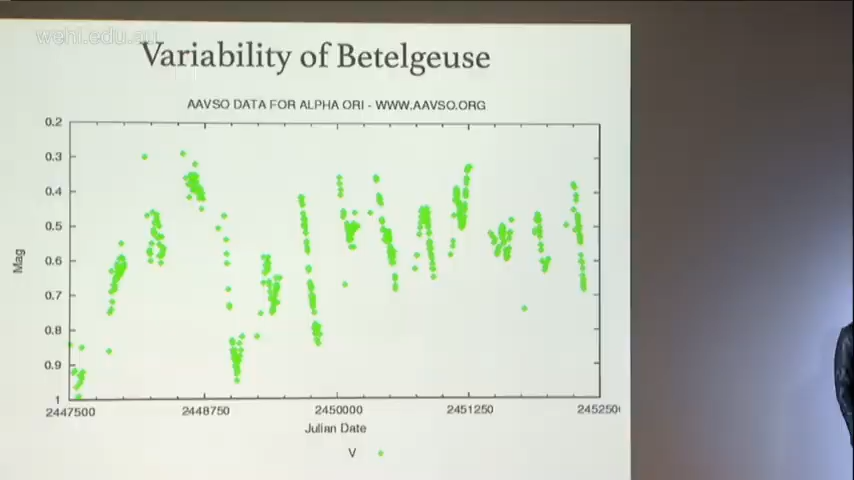 wehi.edu.au
Variability of Betelgeuse
AAVSO DATA FOR ALPHA ORI - WWW.AAVSO.ORG
0.2
0.3
0.4
0.5
0.6
0.7
0.8
0.9
1
Mag
2447500 2448750 2450000 2451250 245250
Julian Date
V